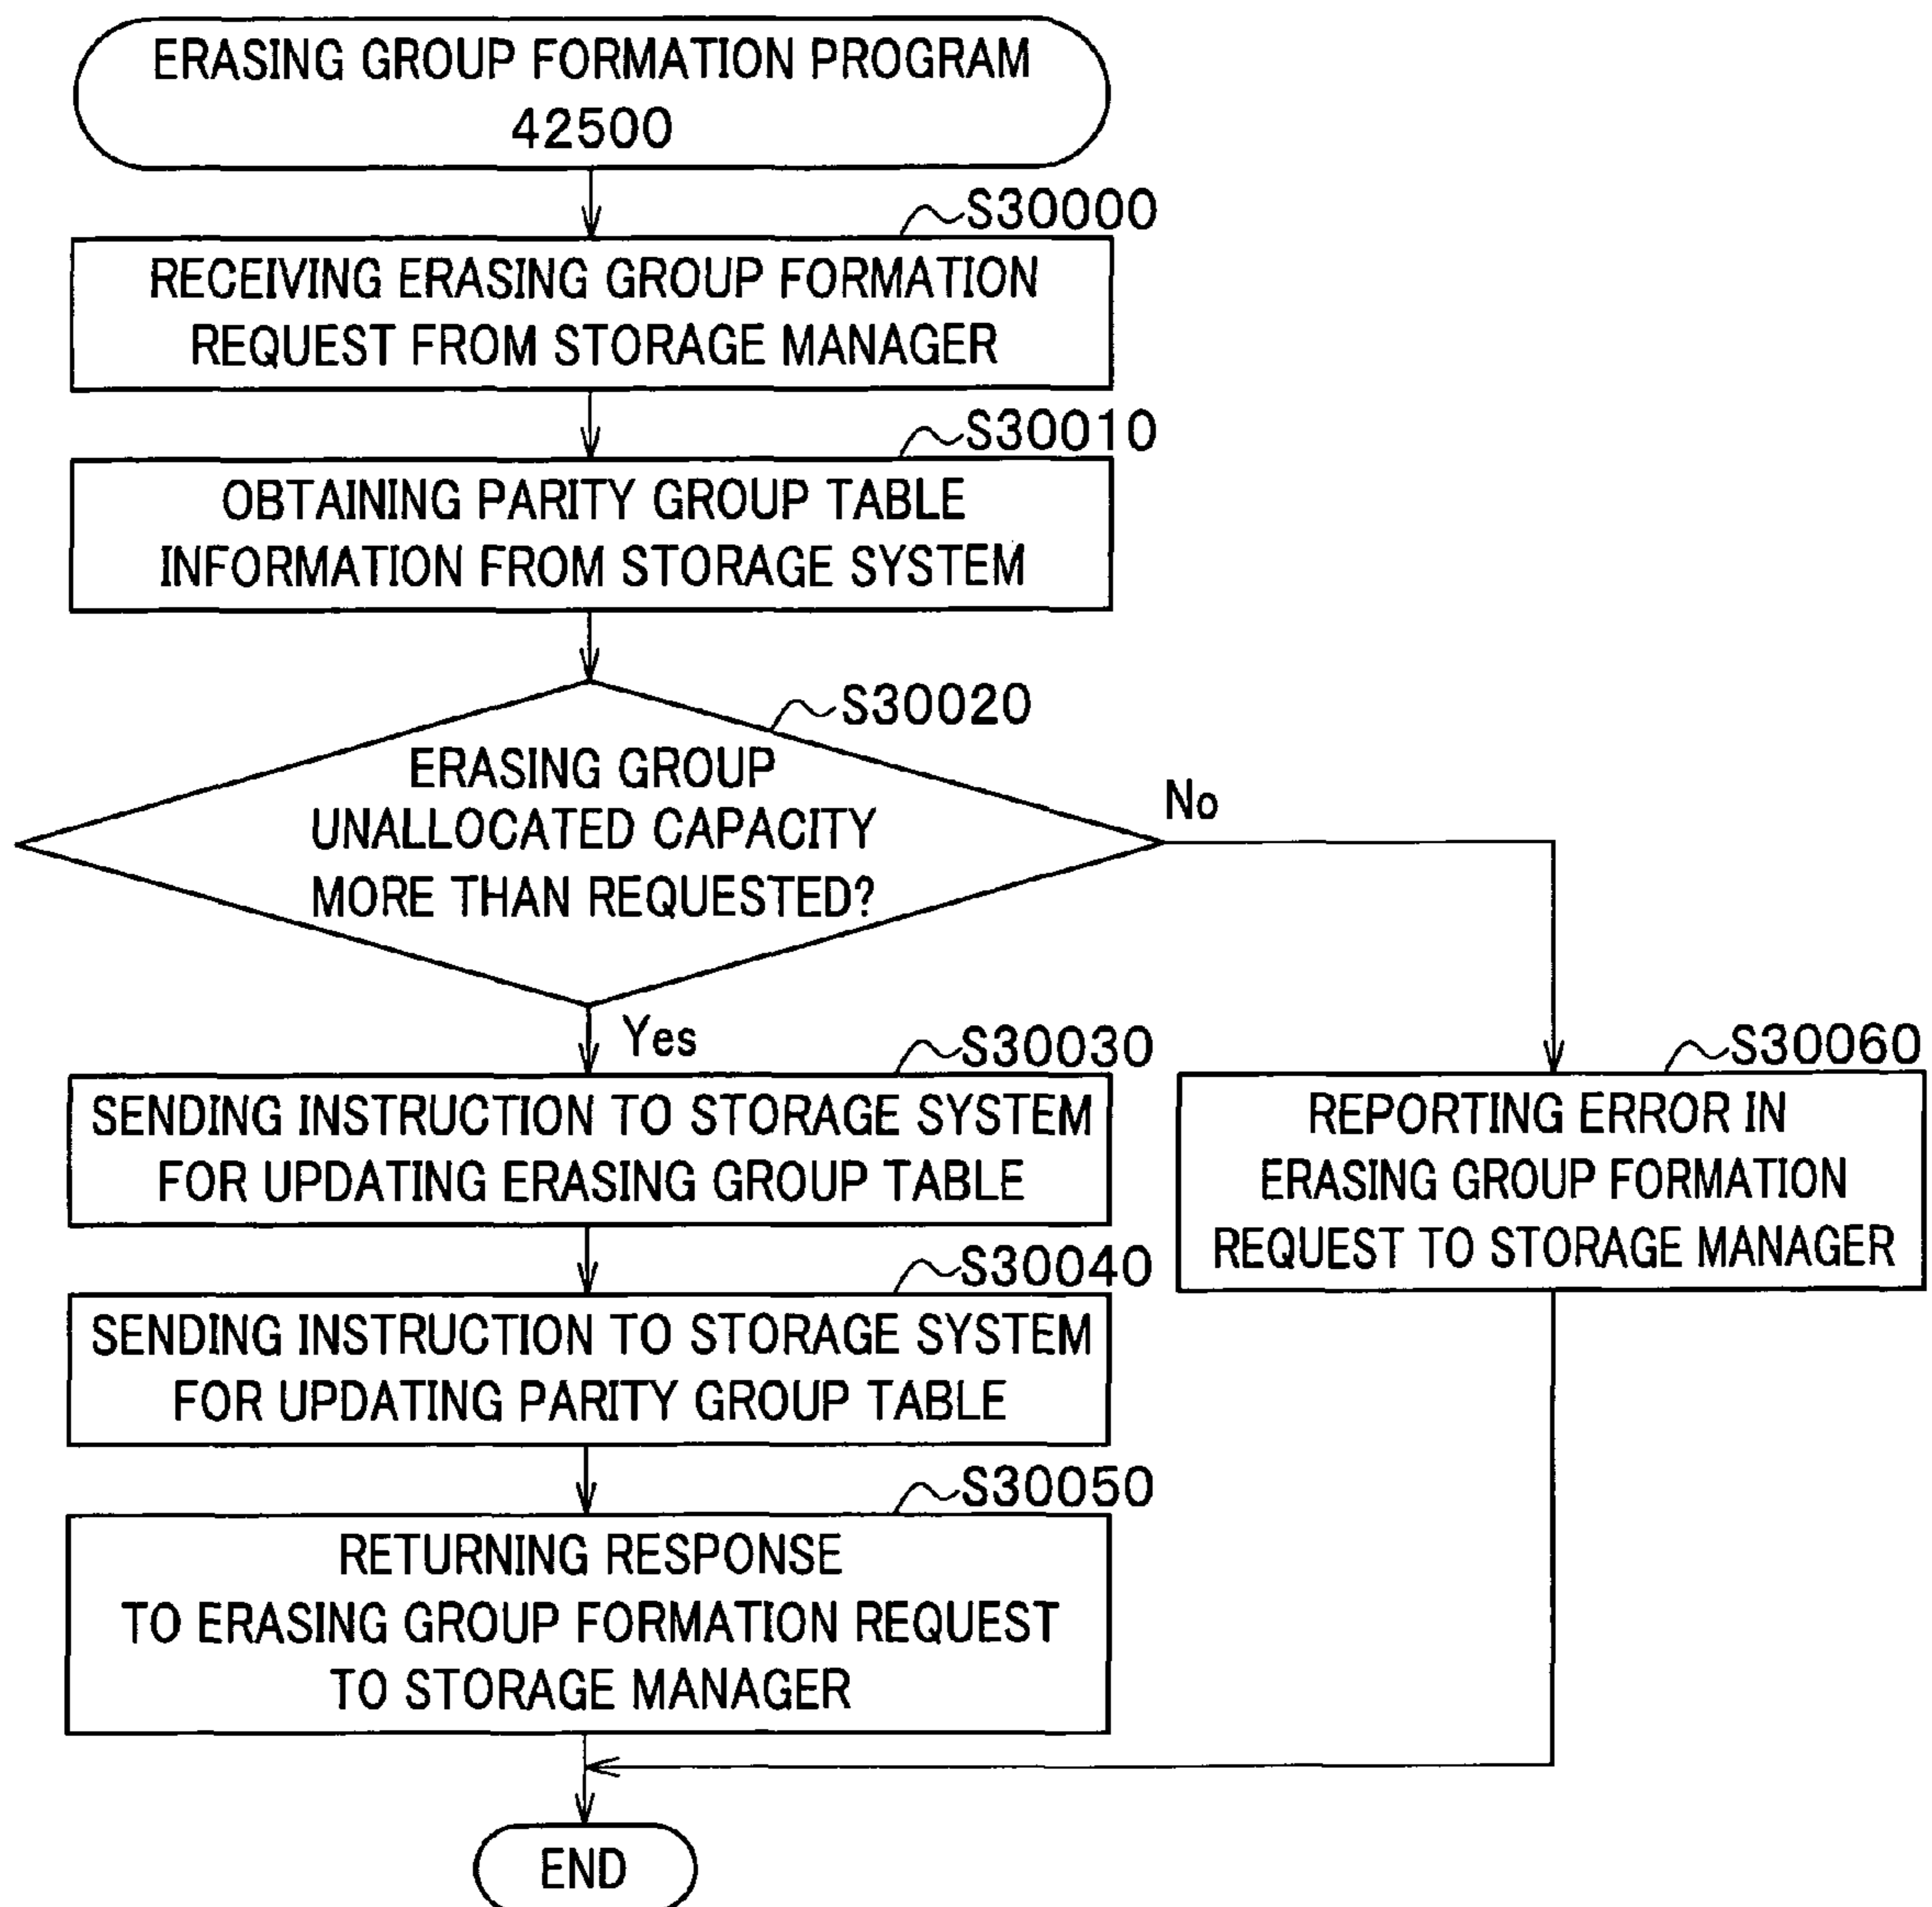 ERASING GROUP FORMATION PROGRAM
42500
S30000
RECEIVING ERASING GROUP FORMATION
REQUEST FROM STORAGE MANAGER
S30010
OBTAINING PARITY GROUP TABLE
INFORMATION FROM STORAGE SYSTEM
S30020
ERASING GROUP
UNALLOCATED CAPACITY
MORE THAN REQUESTED?
No
Yes
S30030
SENDING INSTRUCTION TO STORAGE SYSTEM
FOR UPDATING ERASING GROUP TABLE
S30060
REPORTING ERROR IN
ERASING GROUP FORMATION
REQUEST TO STORAGE MANAGER
S30040
SENDING INSTRUCTION TO STORAGE SYSTEM
FOR UPDATING PARITY GROUP TABLE
S30050
RETURNING RESPONSE
TO ERASING GROUP FORMATION REQUEST
TO STORAGE MANAGER
END